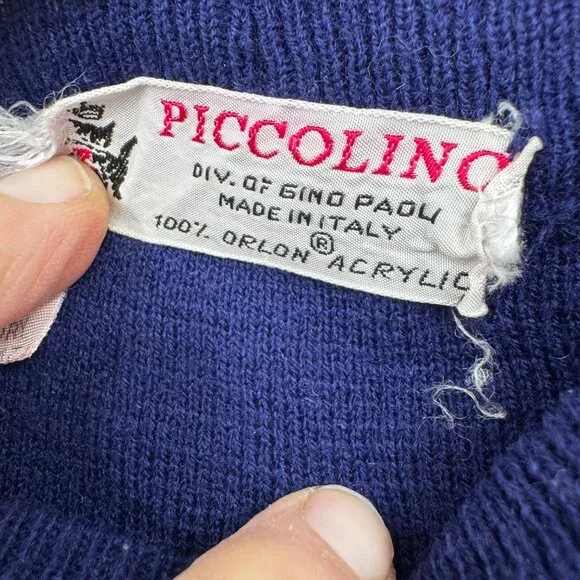 PICCOLINO
DIV. OF GINO PAOLI
MADE IN ITALY
100% ORLON® ACRYLIC